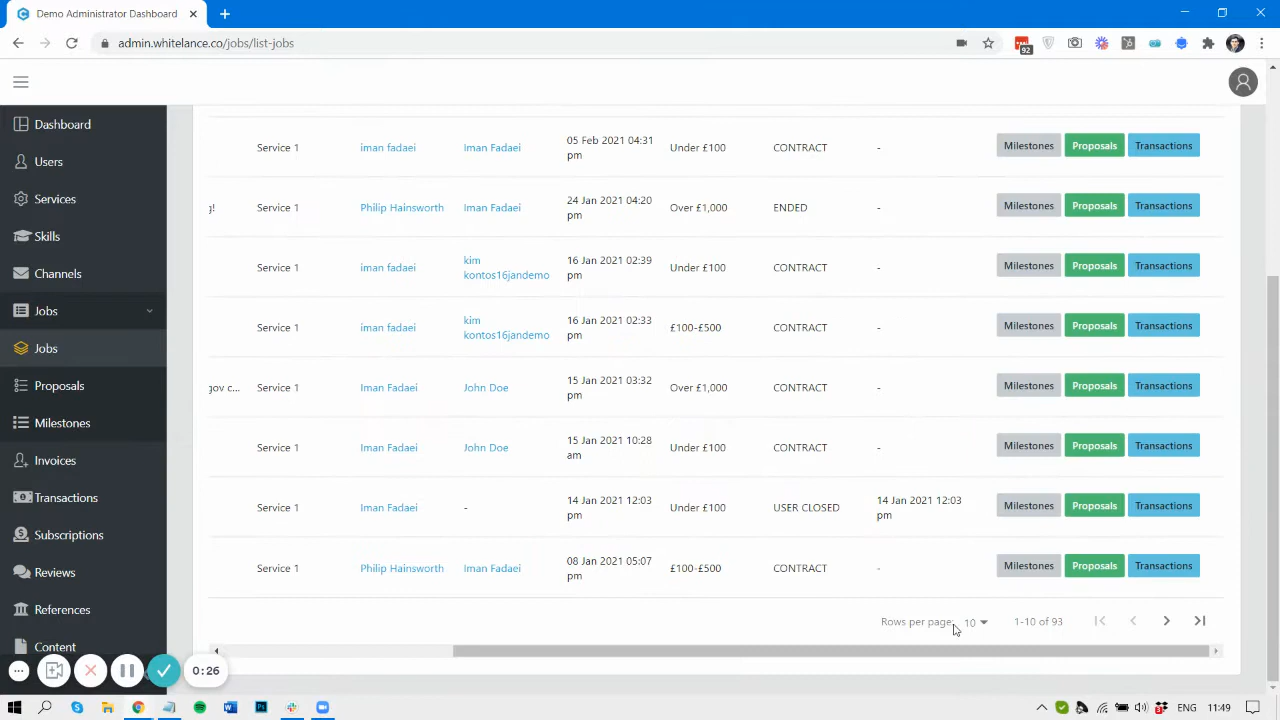 Demo Administrator Dashboard
admin.whitelance.co/jobs/list-jobs
92
Dashboard
Users
Services
Skills
Channels
Jobs
Jobs
Proposals
Milestones
Invoices
Transactions
Subscriptions
Reviews
References
Content
Service 1 iman fadaei Iman Fadaei 05 Feb 2021 04:31 Under £100 CONTRACT - Milestones Proposals Transactions
pm
g! Service 1 Philip Hainsworth Iman Fadaei 24 Jan 2021 04:20 Over £1,000 ENDED - Milestones Proposals Transactions
pm
Service 1 iman fadaei kim 16 Jan 2021 02:39 Under £100 CONTRACT - Milestones Proposals Transactions
kontos16jandemo pm
Service 1 iman fadaei kim 16 Jan 2021 02:33 £100-£500 CONTRACT - Milestones Proposals Transactions
kontos16jandemo pm
gov c... Service 1 Iman Fadaei John Doe 15 Jan 2021 03:32 Over £1,000 CONTRACT - Milestones Proposals Transactions
pm
Service 1 Iman Fadaei John Doe 15 Jan 2021 10:28 Under £100 CONTRACT - Milestones Proposals Transactions
am
Service 1 Iman Fadaei - 14 Jan 2021 12:03 Under £100 USER CLOSED 14 Jan 2021 12:03 Milestones Proposals Transactions
pm pm
Service 1 Philip Hainsworth Iman Fadaei 08 Jan 2021 05:07 £100-£500 CONTRACT - Milestones Proposals Transactions
pm
Rows per page: 10 1-10 of 93
0:26
ENG 11:49